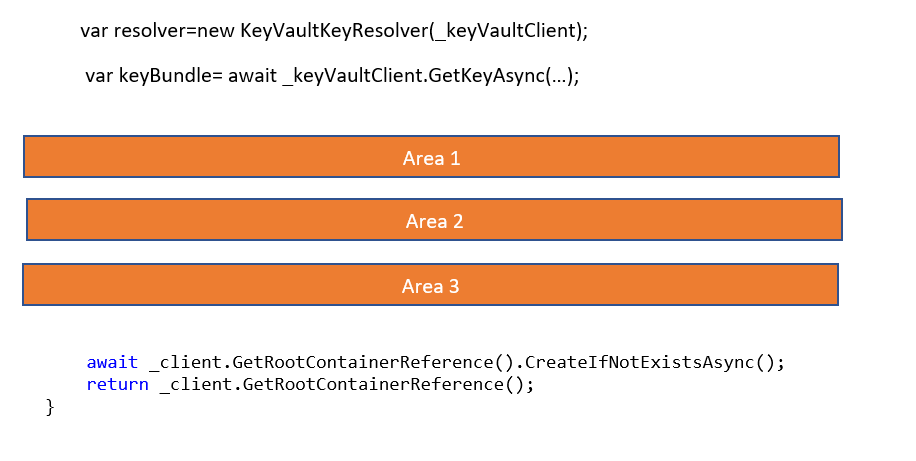 var resolver=new KeyVaultKeyResolver(_keyVaultClient);
var keyBundle= await _keyVaultClient.GetKeyAsync(...);
Area 1
Area 2
Area 3
await _client.GetRootContainerReference().CreateIfNotExistsAsync();
return _client.GetRootContainerReference();
}